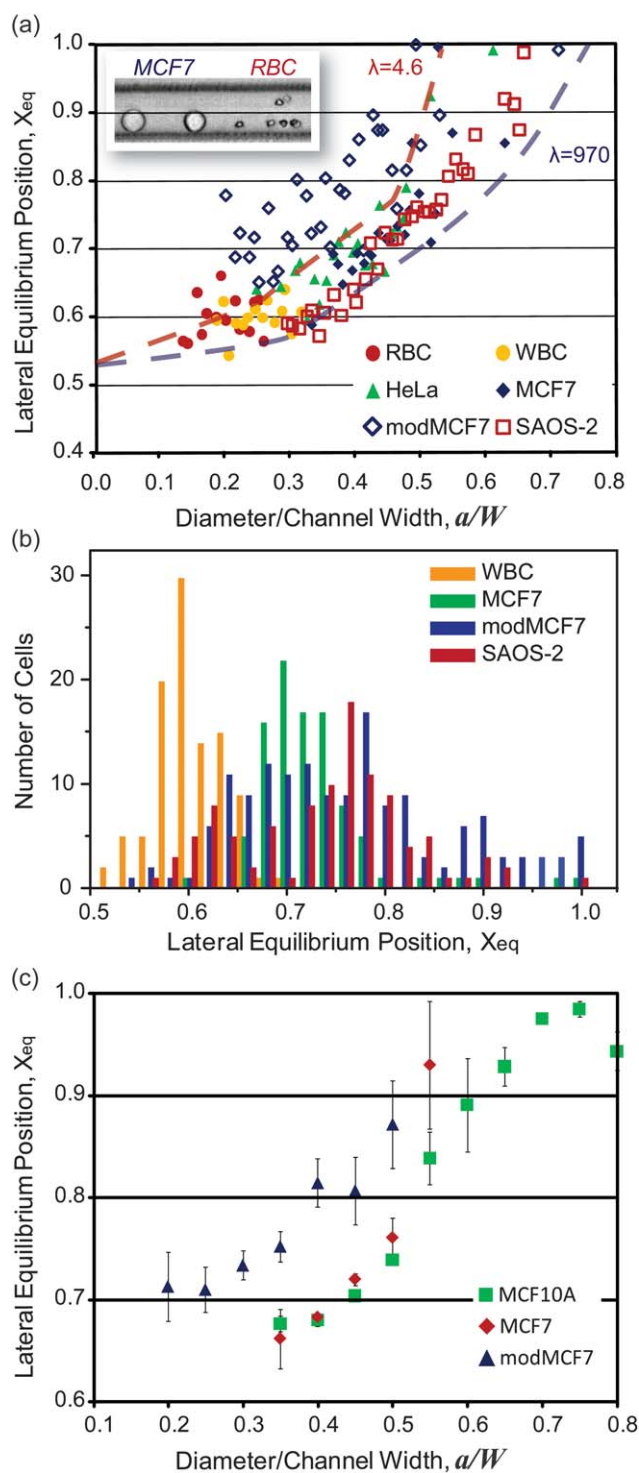 (a)
1.0
0.9
0.8
0.7
0.6
0.5
0.4
Lateral Equilibrium Position, Xeq
MCF7 RBC
λ=4.6
λ=970
RBC WBC
HeLa MCF7
modMCF7 SAOS-2
0.0 0.1 0.2 0.3 0.4 0.5 0.6 0.7 0.8
Diameter/Channel Width, a/W
(b)
30
20
10
0
Number of Cells
WBC
MCF7
modMCF7
SAOS-2
0.5 0.6 0.7 0.8 0.9 1.0
Lateral Equilibrium Position, Xeq
(c)
1.0
0.9
0.8
0.7
0.6
Lateral Equilibrium Position, Xeq
MCF10A
MCF7
modMCF7
0.1 0.2 0.3 0.4 0.5 0.6 0.7 0.8
Diameter/Channel Width, a/W